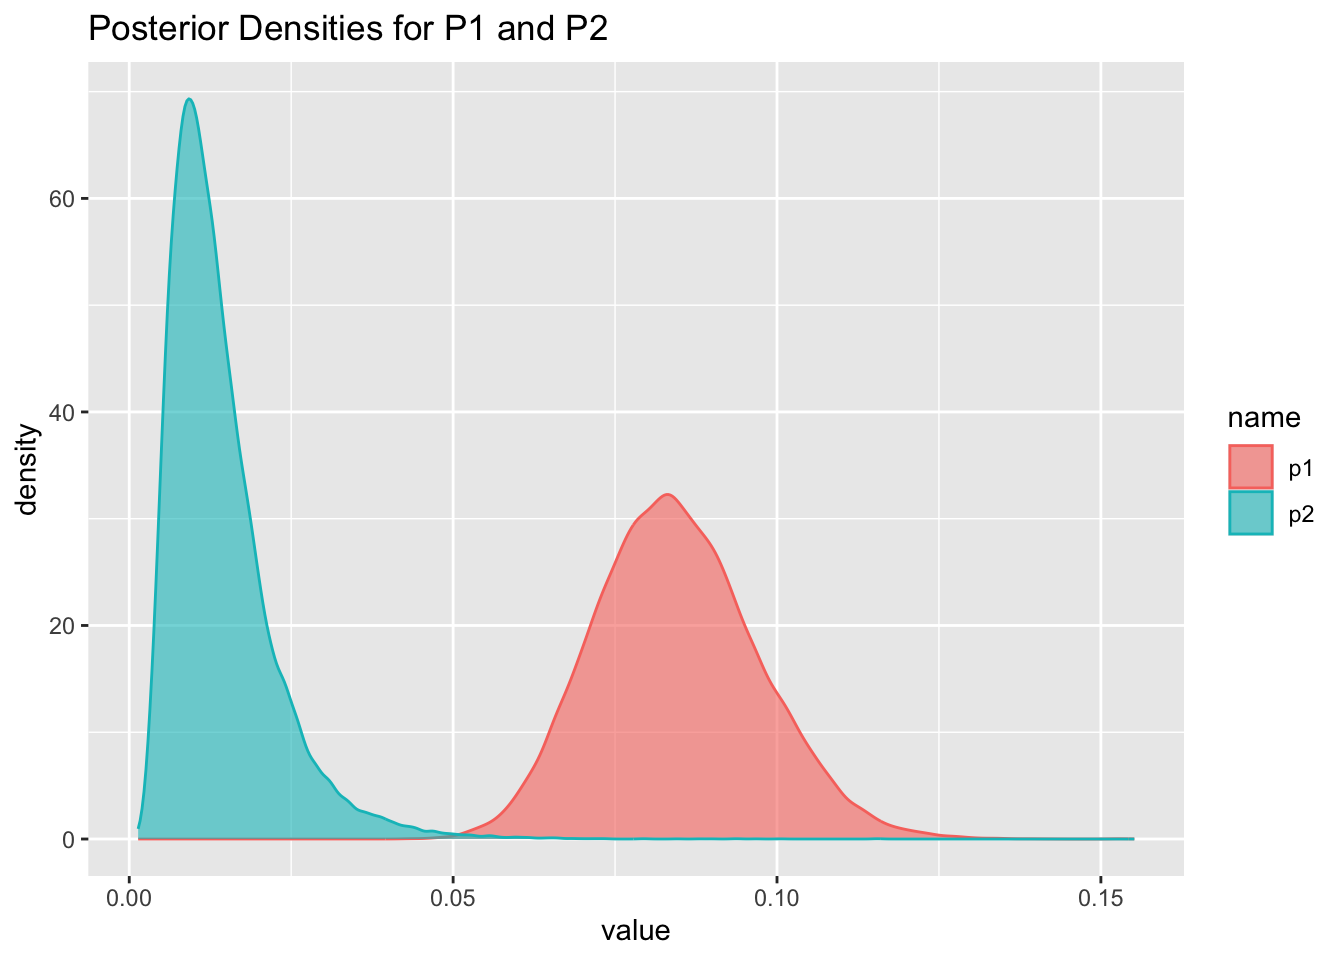 Posterior Densities for P1 and P2
density
60
40
20
0
0.00 0.05 0.10 0.15
value
name
p1
p2